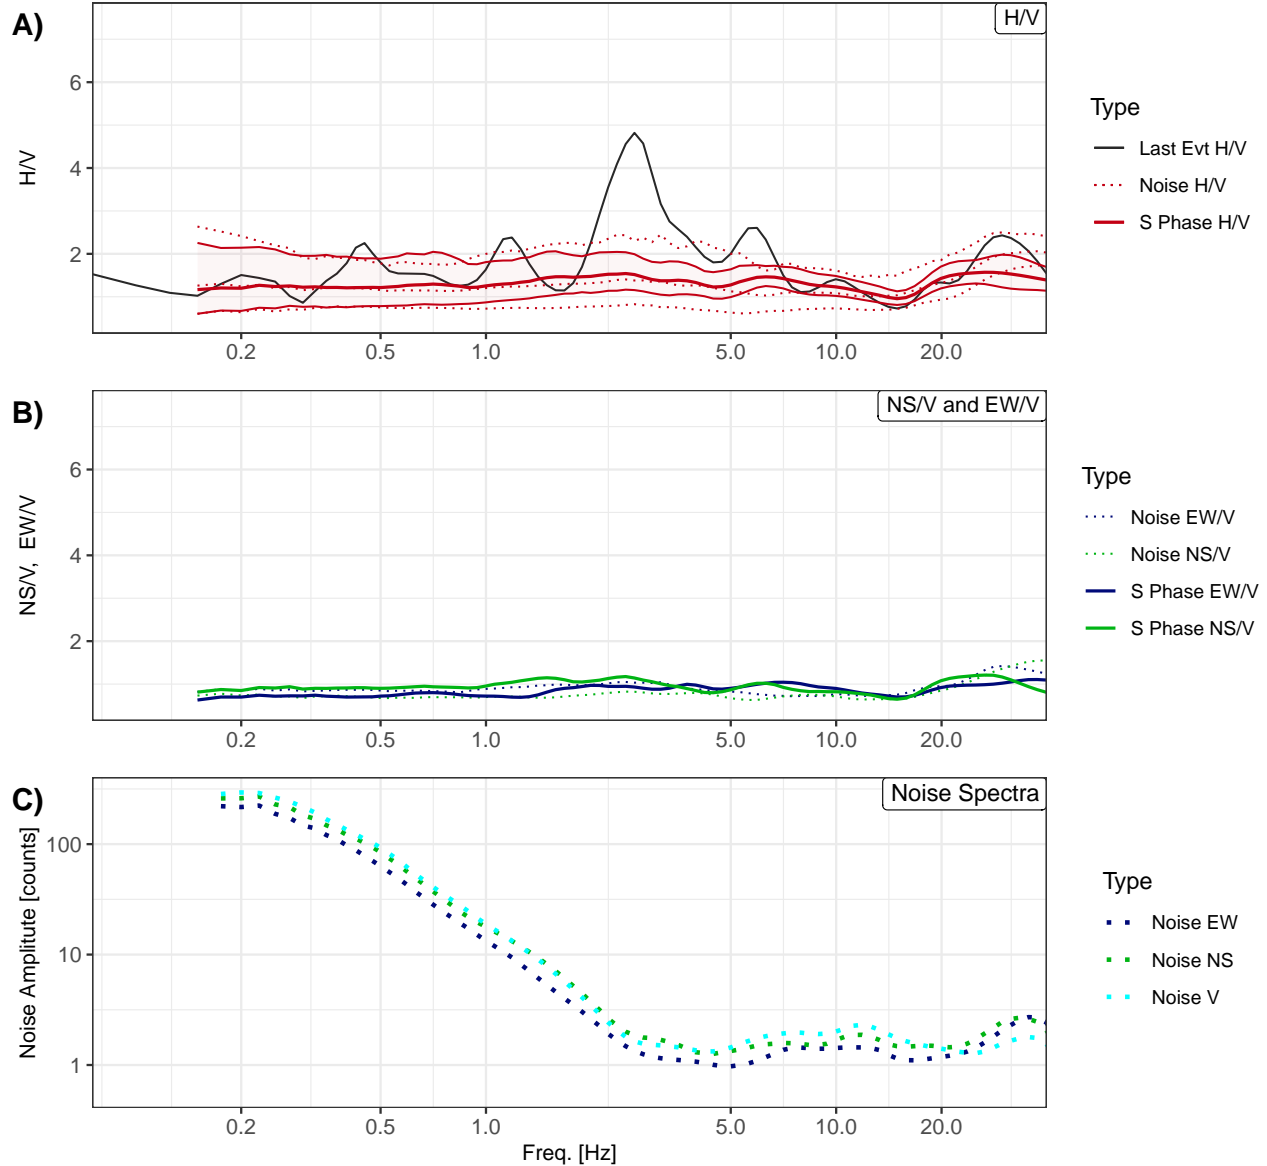 A)
H/V
6
4
2
H/V
0.2 0.5 1.0 5.0 10.0 20.0
Type
Last Evt H/V
Noise H/V
S Phase H/V
B)
NS/V and EW/V
6
4
2
NS/V,  EW/V
0.2 0.5 1.0 5.0 10.0 20.0
Type
Noise EW/V
Noise NS/V
S Phase EW/V
S Phase NS/V
C)
Noise Spectra
100
10
1
Noise Amplitute [counts]
0.2 0.5 1.0 5.0 10.0 20.0
Freq. [Hz]
Type
Noise EW
Noise NS
Noise V